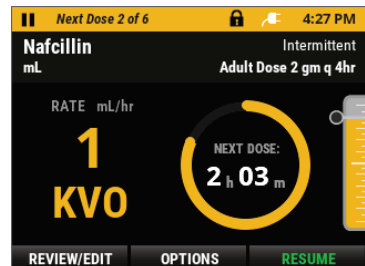 Next Dose 2 of 6 4:27 PM
Nafcillin Intermittent
mL Adult Dose 2 gm q 4hr
RATE mL/hr
1
KVO
NEXT DOSE:
2 h 03 m
REVIEW/EDIT OPTIONS RESUME